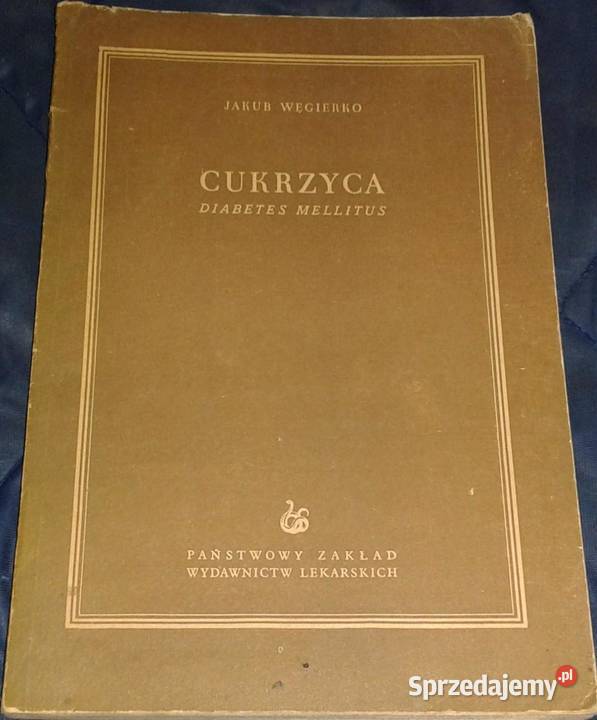 JAKUB WĘGIERKO
CUKRZYCA
DIABETES MELLITUS
PAŃSTWOWY ZAKŁAD
WYDAWNICTW LEKARSKICH
Sprzedajemy.pl